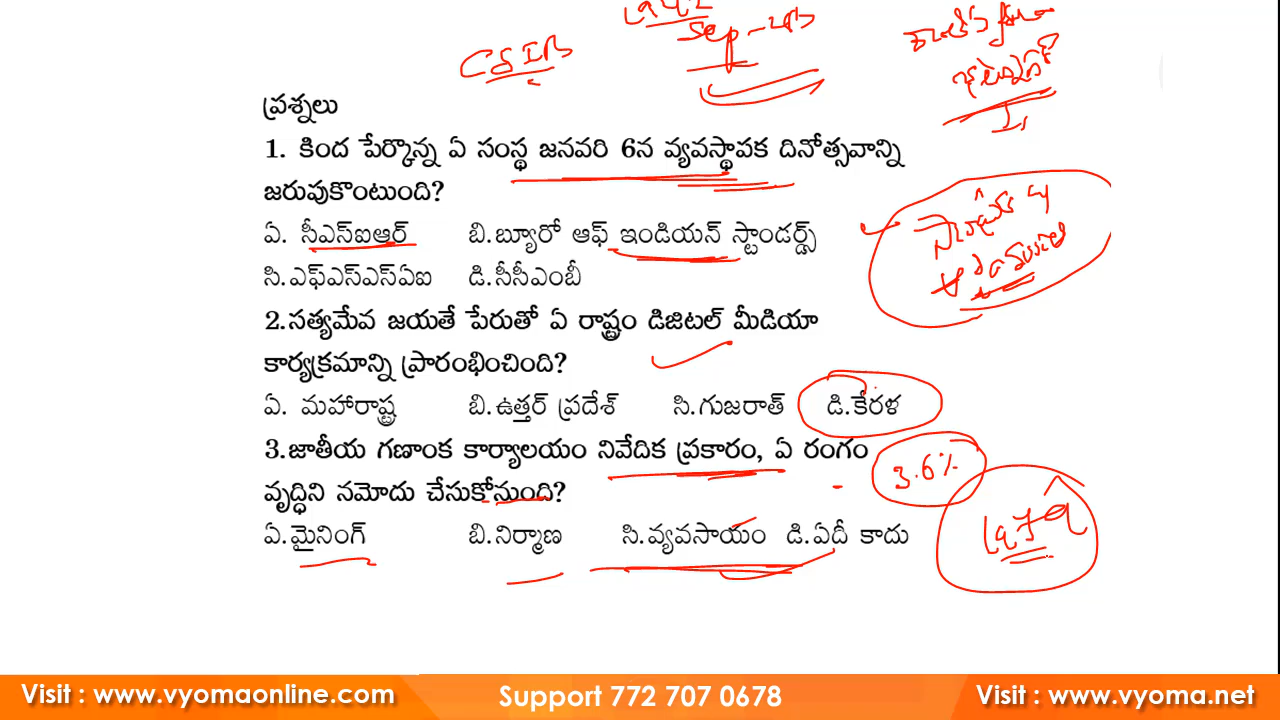 Sep-
ప్రశ్నలు
1. కింద పేర్కొన్న ఏ సంస్థ జనవరి 6న వ్యవస్థాపక దినోత్సవాన్ని
జరుపుకొంటుంది?
ఏ. సీఎస్ఐఆర్ బి.బ్యూరో ఆఫ్ ఇండియన్ స్టాండర్డ్స్
సి.ఎఫ్ఎస్ఎస్ఏఐ డి.సీసీఎంబీ
2.సత్యమేవ జయతే పేరుతో ఏ రాష్ట్రం డిజిటల్ మీడియా
కార్యక్రమాన్ని ప్రారంభించింది?
ఏ. మహారాష్ట్ర బి.ఉత్తర్ ప్రదేశ్ సి.గుజరాత్ డి.కేరళ
3.జాతీయ గణాంక కార్యాలయం నివేదిక ప్రకారం, ఏ రంగం
వృద్ధిని నమోదు చేసుకోనుంది?
3.6%
ఏ.మైనింగ్ బి.నిర్మాణ సి.వ్యవసాయం డి.ఏదీ కాదు
Visit : www.vyomaonline.com Support 772 707 0678 Visit : www.vyoma.net